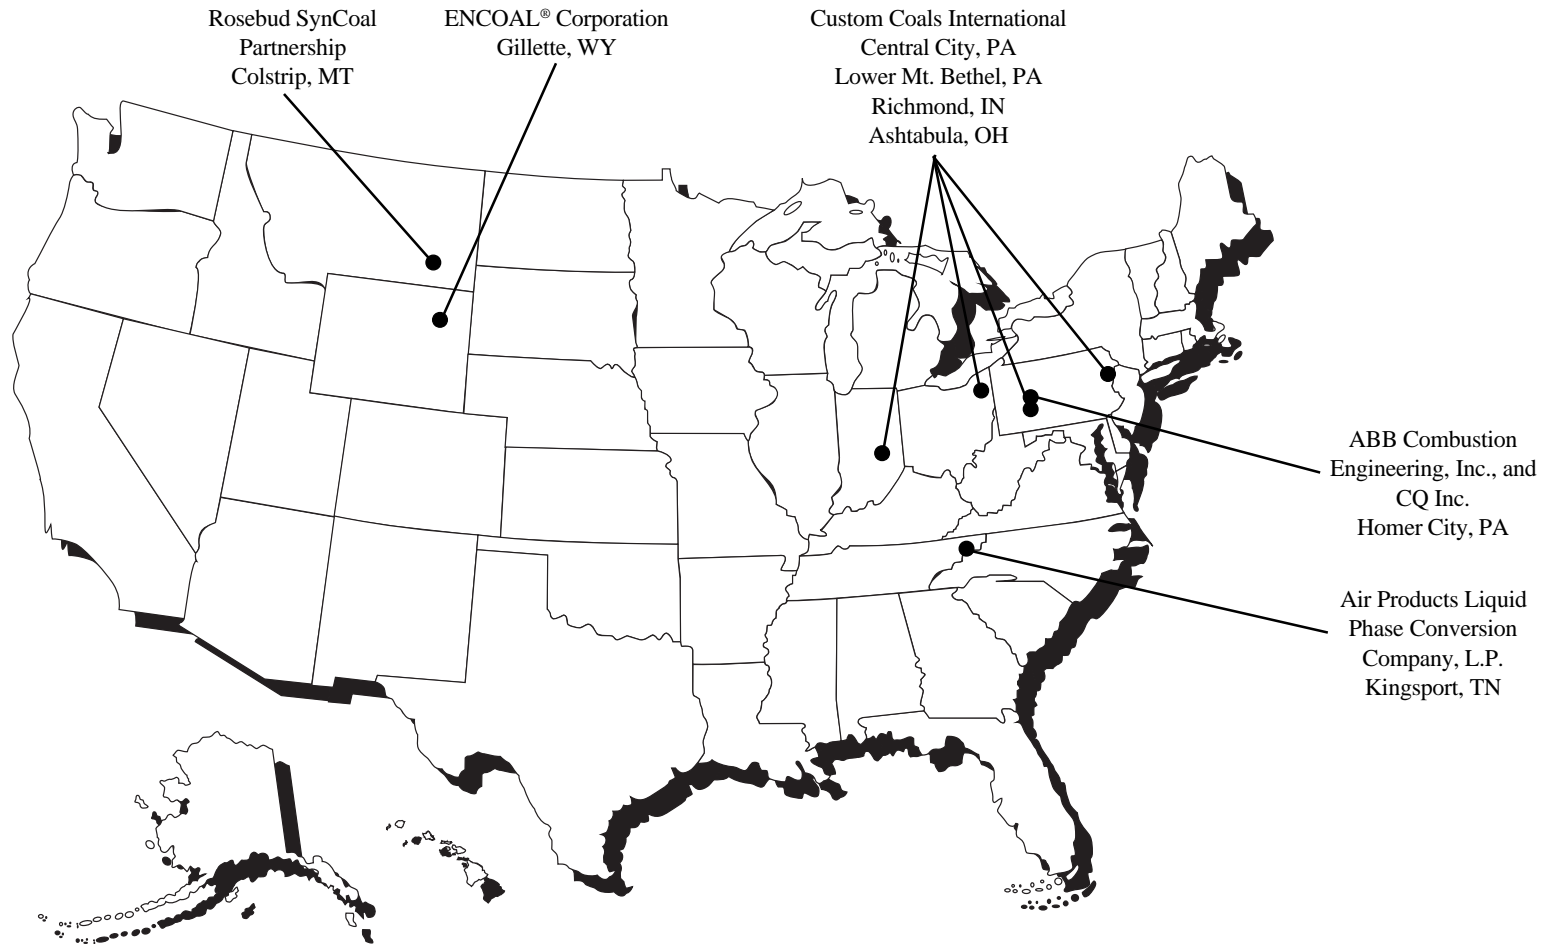 Rosebud SynCoal
Partnership
Colstrip, MT
ENCOAL® Corporation
Gillette, WY
Custom Coals International
Central City, PA
Lower Mt. Bethel, PA
Richmond, IN
Ashtabula, OH
ABB Combustion
Engineering, Inc., and
CQ Inc.
Homer City, PA
Air Products Liquid
Phase Conversion
Company, L.P.
Kingsport, TN